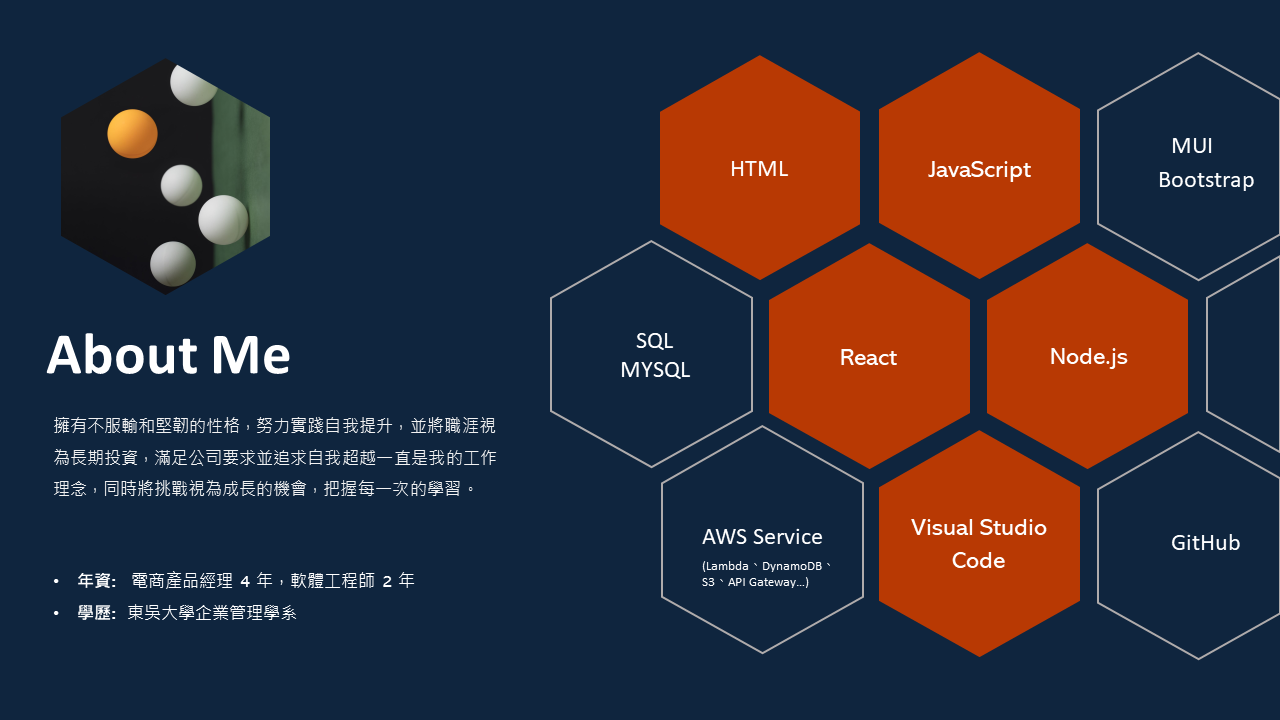 About Me
擁有不服輸和堅韌的性格，努力實踐自我提升，並將職涯視
為長期投資，滿足公司要求並追求自我超越一直是我的工作
理念，同時將挑戰視為成長的機會，把握每一次的學習。
• 年資: 電商產品經理 4 年，軟體工程師 2 年
• 學歷: 東吳大學企業管理學系
HTML
JavaScript
MUI
Bootstrap
SQL
MYSQL
React
Node.js
AWS Service
(Lambda、DynamoDB、
S3、API Gateway…)
Visual Studio
Code
GitHub